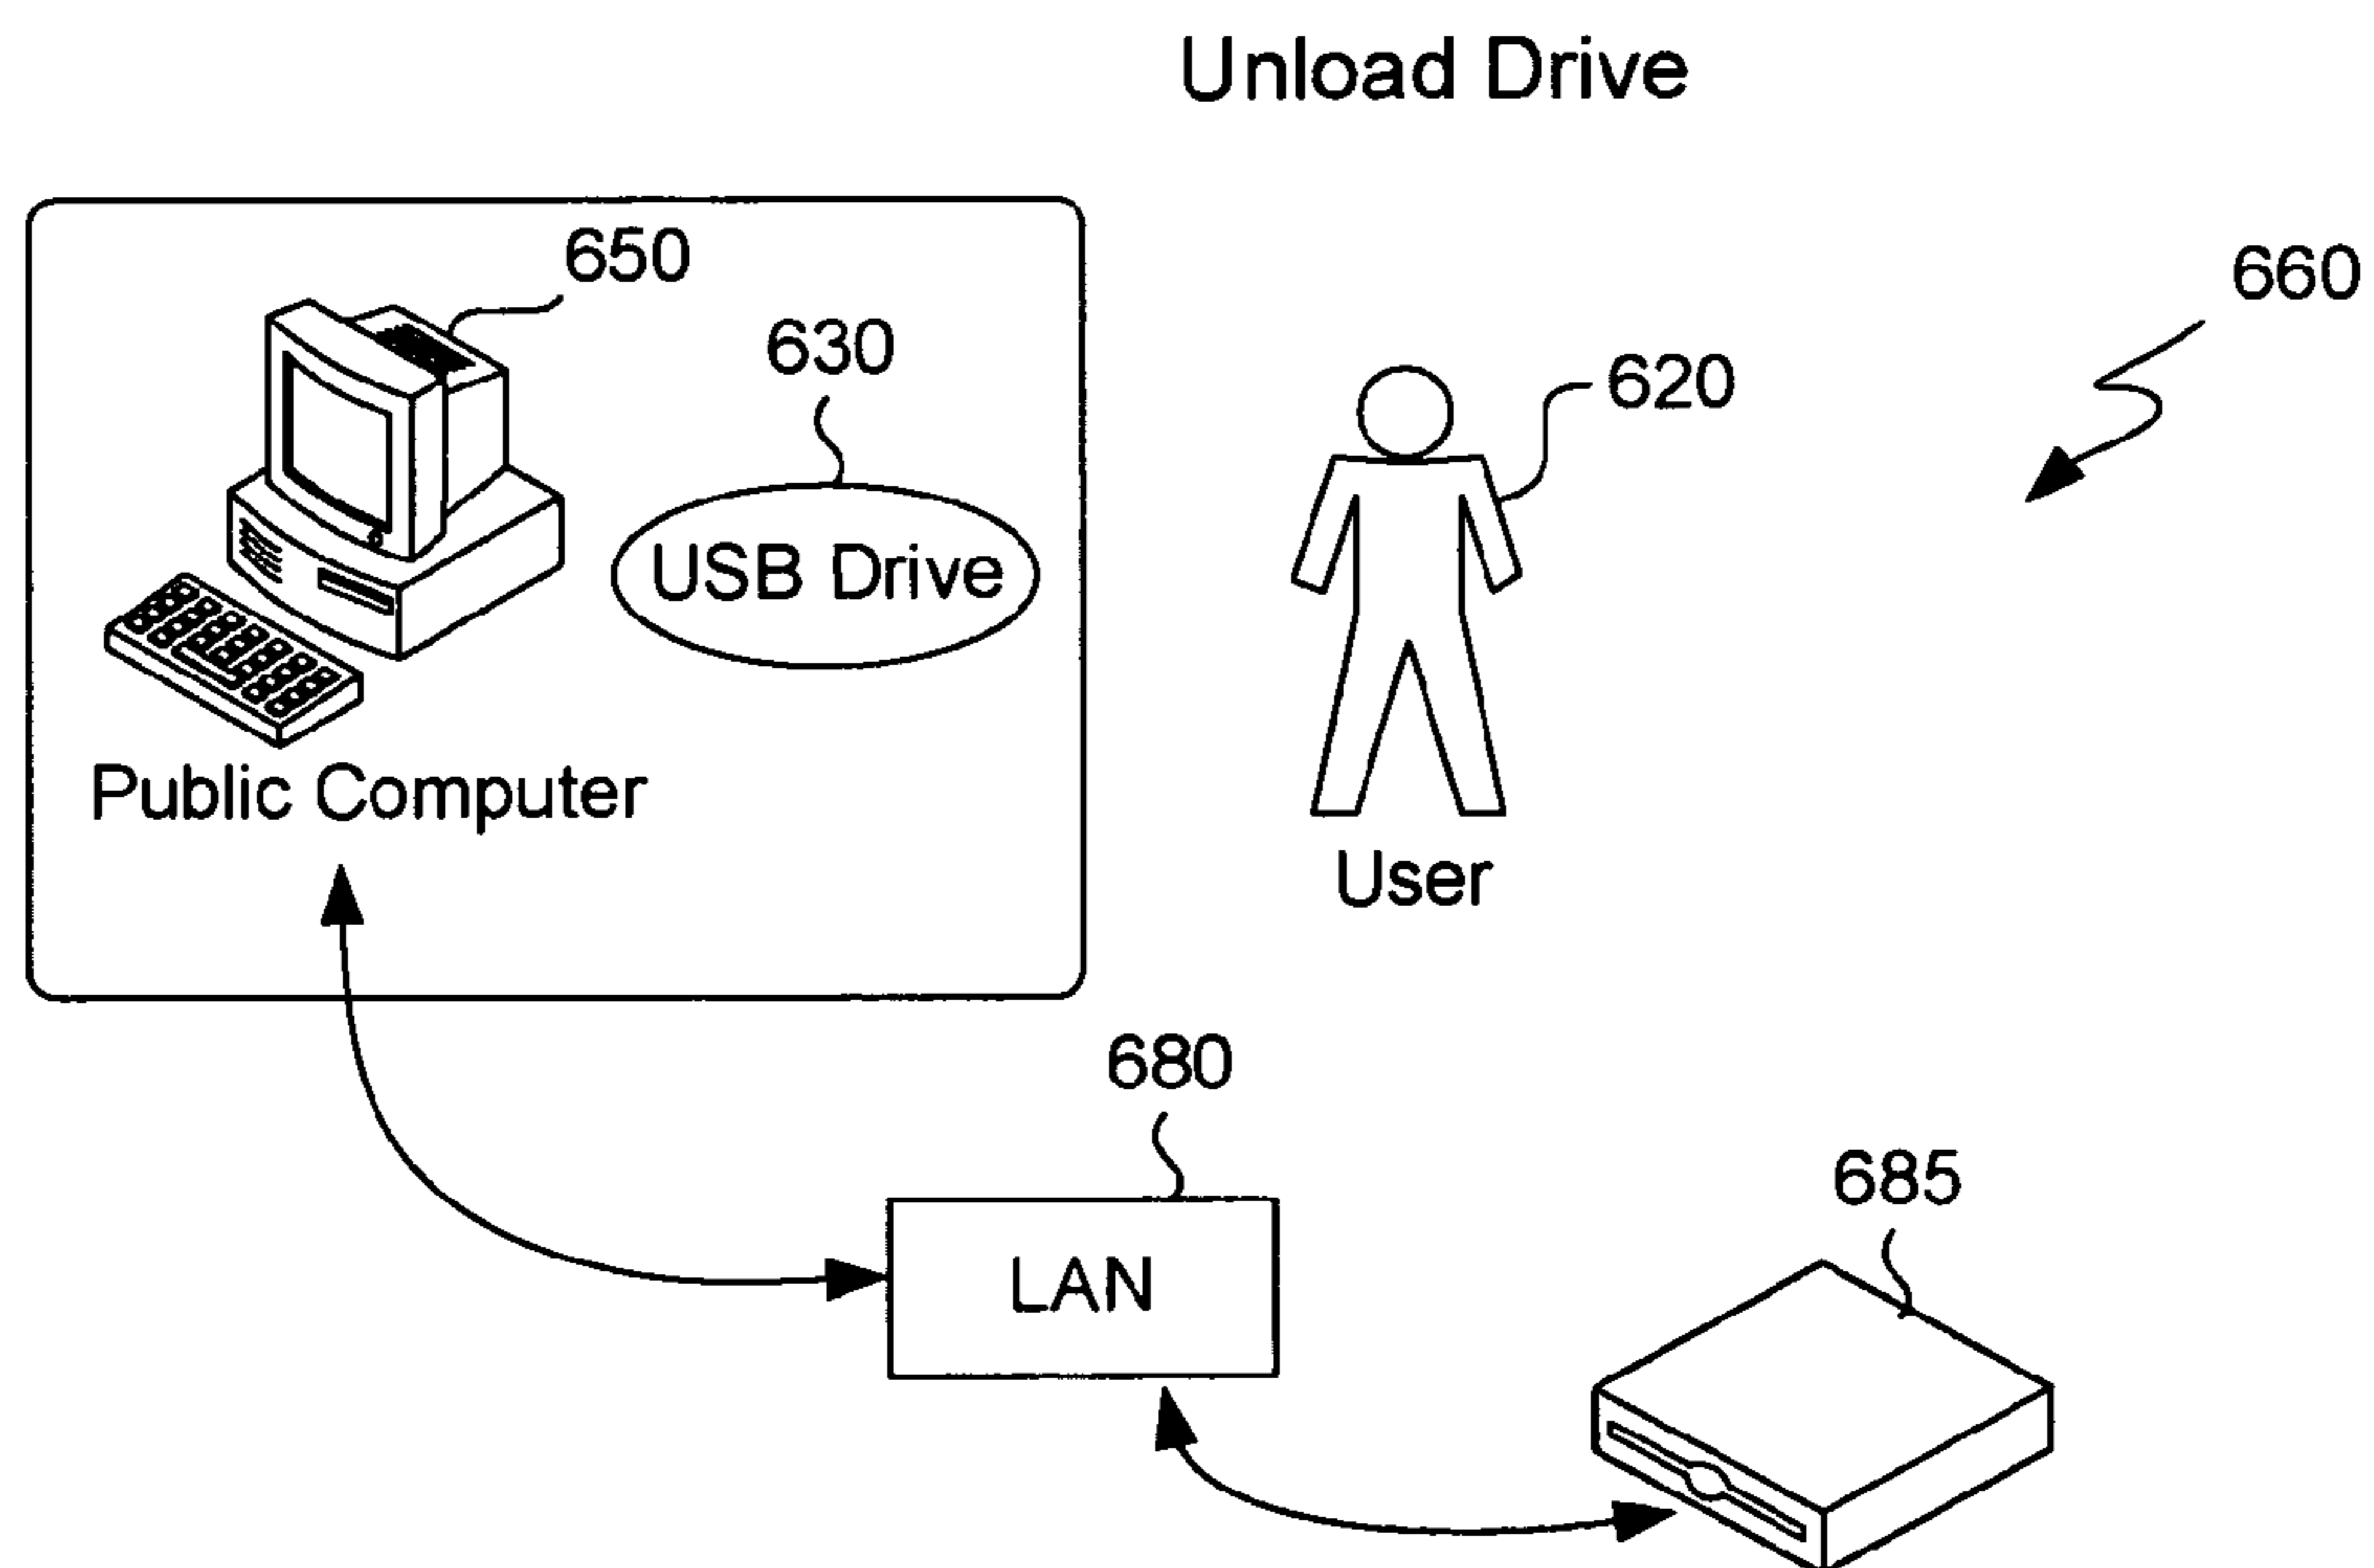 Unload Drive
650
660
630
620
USB Drive
Public Computer
User
680
685
LAN